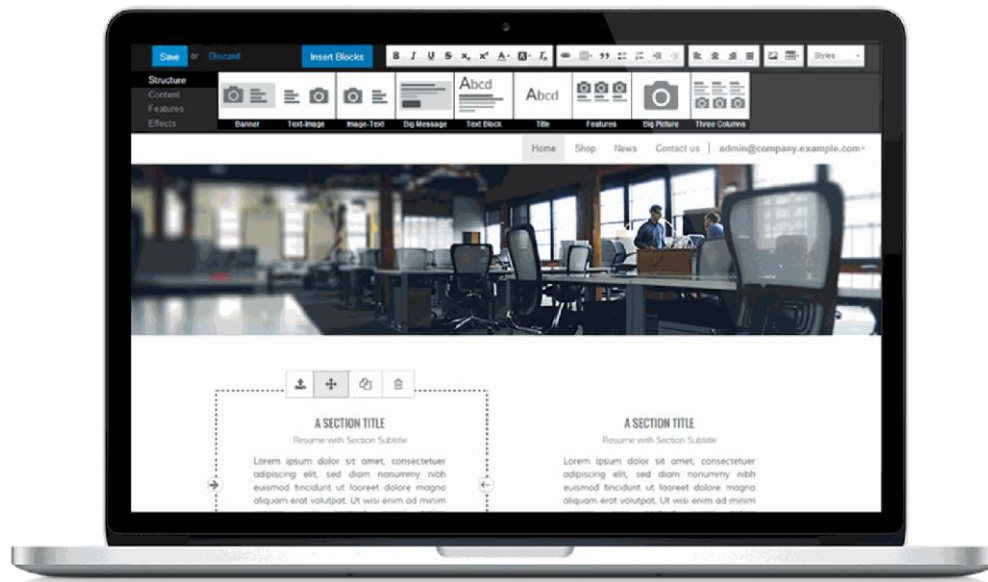 Save or Discard Insert Blocks B I U S x₂ x² A Tx Styles
Structure
Content
Features
Effects
Abcd
Abcd
Banner Text-Image Image-Text Big Message Text Block Title Features Big Picture Three Columns
Home Shop News Contact us admin@company.example.com
A SECTION TITLE
Resume with Section Subtitle
Lorem ipsum dolor sit amet, consectetuer
adipiscing elit, sed diam nonummy nibh
euismod tincidunt ut laoreet dolore magna
aliquam erat volutpat. Ut wisi enim ad minim
A SECTION TITLE
Resume with Section Subtitle
Lorem ipsum dolor sit amet, consectetuer
adipiscing elit, sed diam nonummy nibh
euismod tincidunt ut laoreet dolore magna
aliquam erat volutpat. Ut wisi enim ad minim